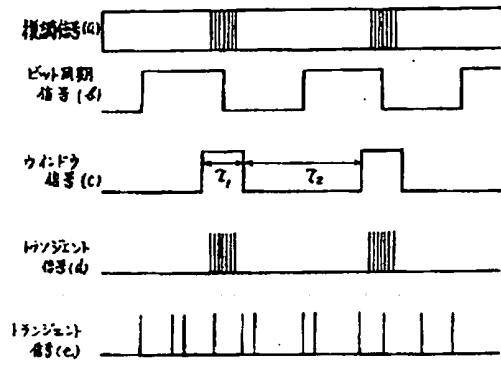 復調信号(a)
ビット同期
信号(b)
ウインドウ
信号(c)
τ₁
τ₂
トランジェント
信号(d)
トランジェント
信号(e)